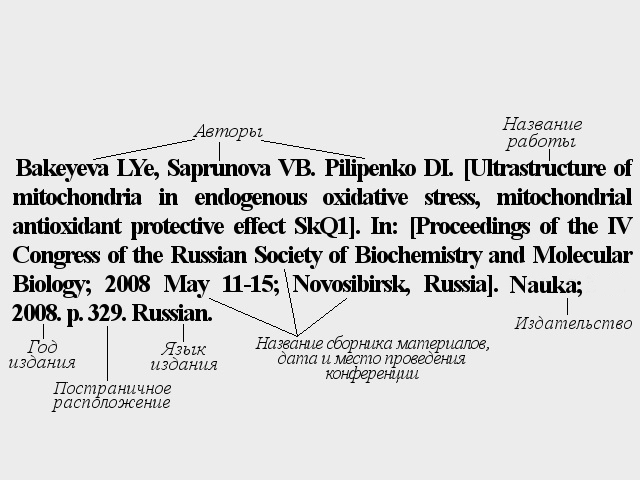 Авторы
Название
работы
Bakeyeva LYe, Saprunova VB. Pilipenko DI. [Ultrastructure of
mitochondria in endogenous oxidative stress, mitochondrial
antioxidant protective effect SkQ1]. In: [Proceedings of the IV
Congress of the Russian Society of Biochemistry and Molecular
Biology; 2008 May 11-15; Novosibirsk, Russia]. Nauka;
2008. p. 329. Russian.
Издательство
Год
издания
Язык
издания
Название сборника материалов,
дата и место проведения
конференции
Постраничное
расположение